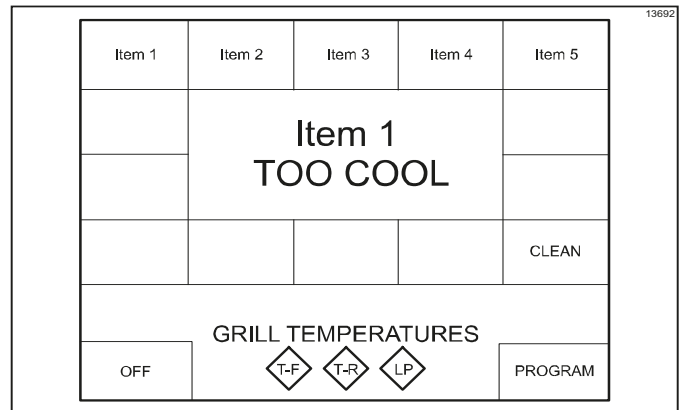 13692
Item 1 Item 2 Item 3 Item 4 Item 5
Item 1
TOO COOL
CLEAN
GRILL TEMPERATURES
OFF T-F T-R LP PROGRAM